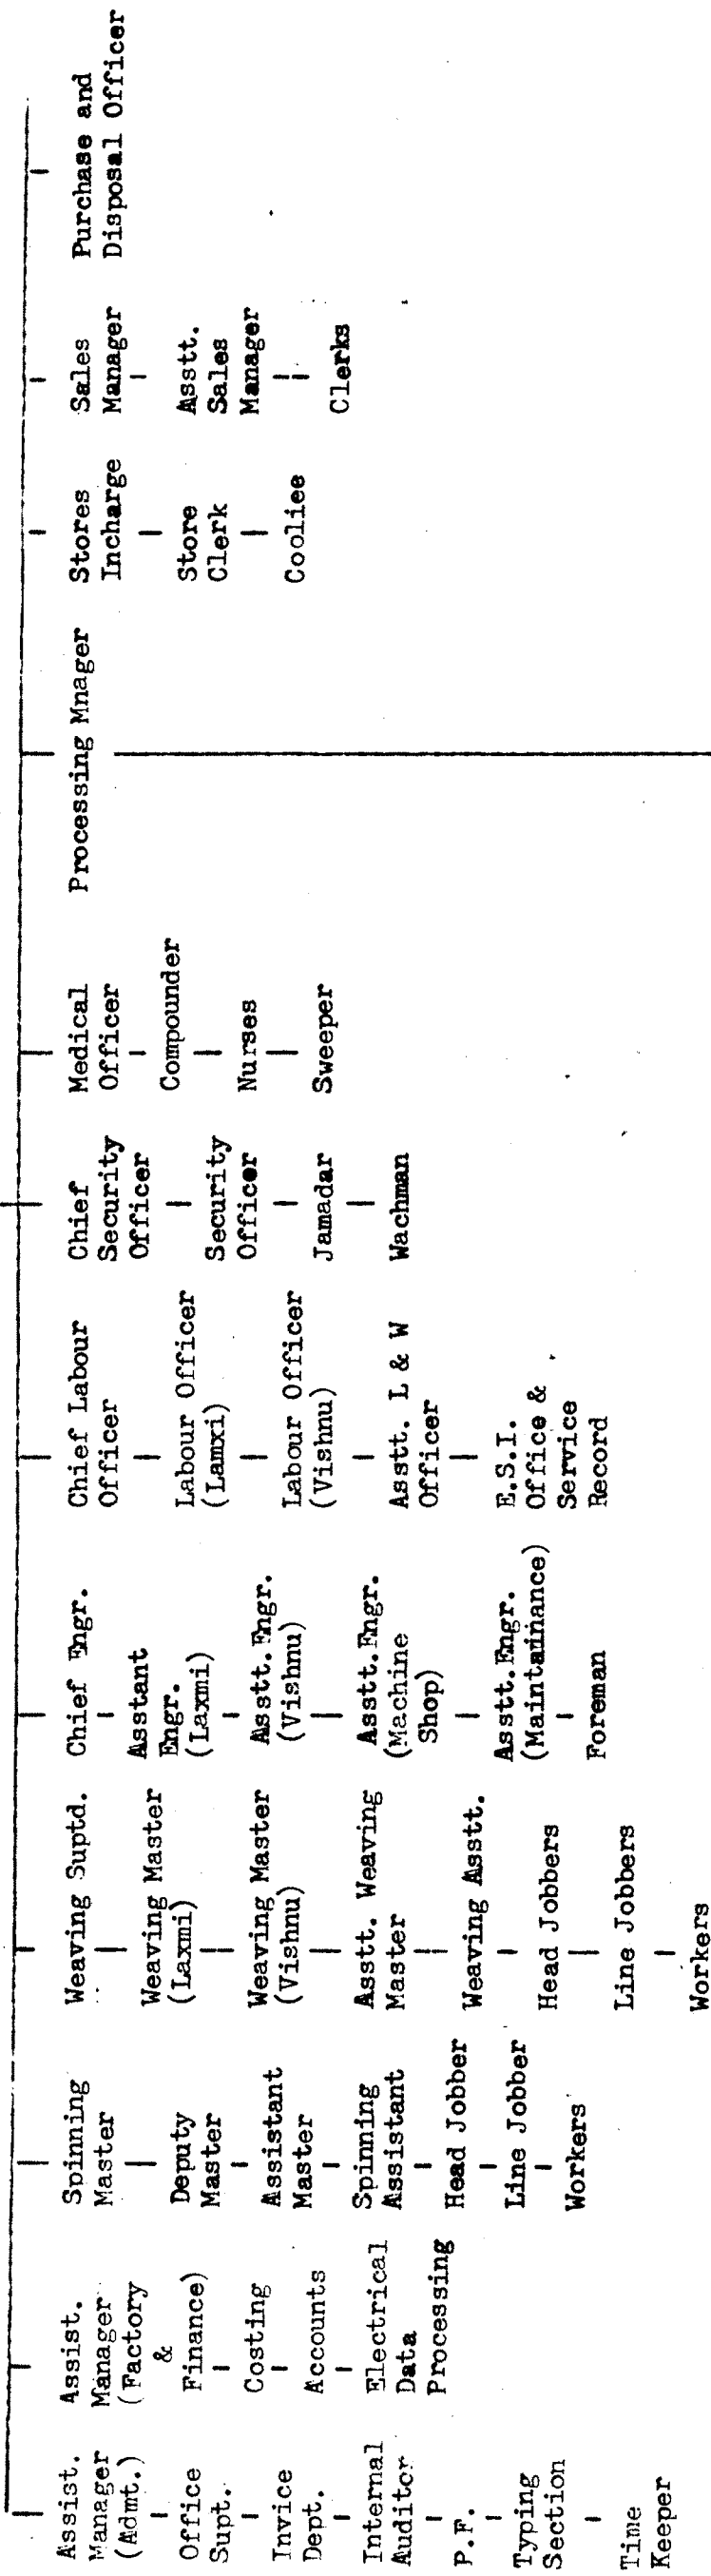 Assist.
Manager
(Admt.)
Office
Supt.
Invice
Dept.
Internal
Auditor
P.F.
Typing
Section
Time
Keeper
Assist.
Manager
(Factory
&
Finance)
Costing
Accounts
Electrical
Data
Processing
Spinning
Master
Deputy
Master
Assistant
Master
Spinning
Assistant
Head Jobber
Line Jobber
Workers
Weaving Suptd.
Weaving Master
(Laxmi)
Weaving Master
(Vishnu)
Asstt. Weaving
Master
Weaving Asstt.
Head Jobbers
Line Jobbers
Workers
Chief Engr.
Asstant
Engr.
(Laxmi)
Asstt.Engr.
(Vishnu)
Asstt.Engr.
(Machine
Shop)
Asstt.Engr.
(Maintainance)
Foreman
Chief Labour
Officer
Labour Officer
(Lamxi)
Labour Officer
(Vishnu)
Asstt. L & W
Officer
E.S.I.
Office &
Service
Record
Chief
Security
Officer
Security
Officer
Jamadar
Wachman
Medical
Officer
Compounder
Nurses
Sweeper
Processing Mnager
Stores
Incharge
Store
Clerk
Cooliee
Sales
Manager
Asstt.
Sales
Manager
Clerks
Purchase and
Disposal Officer